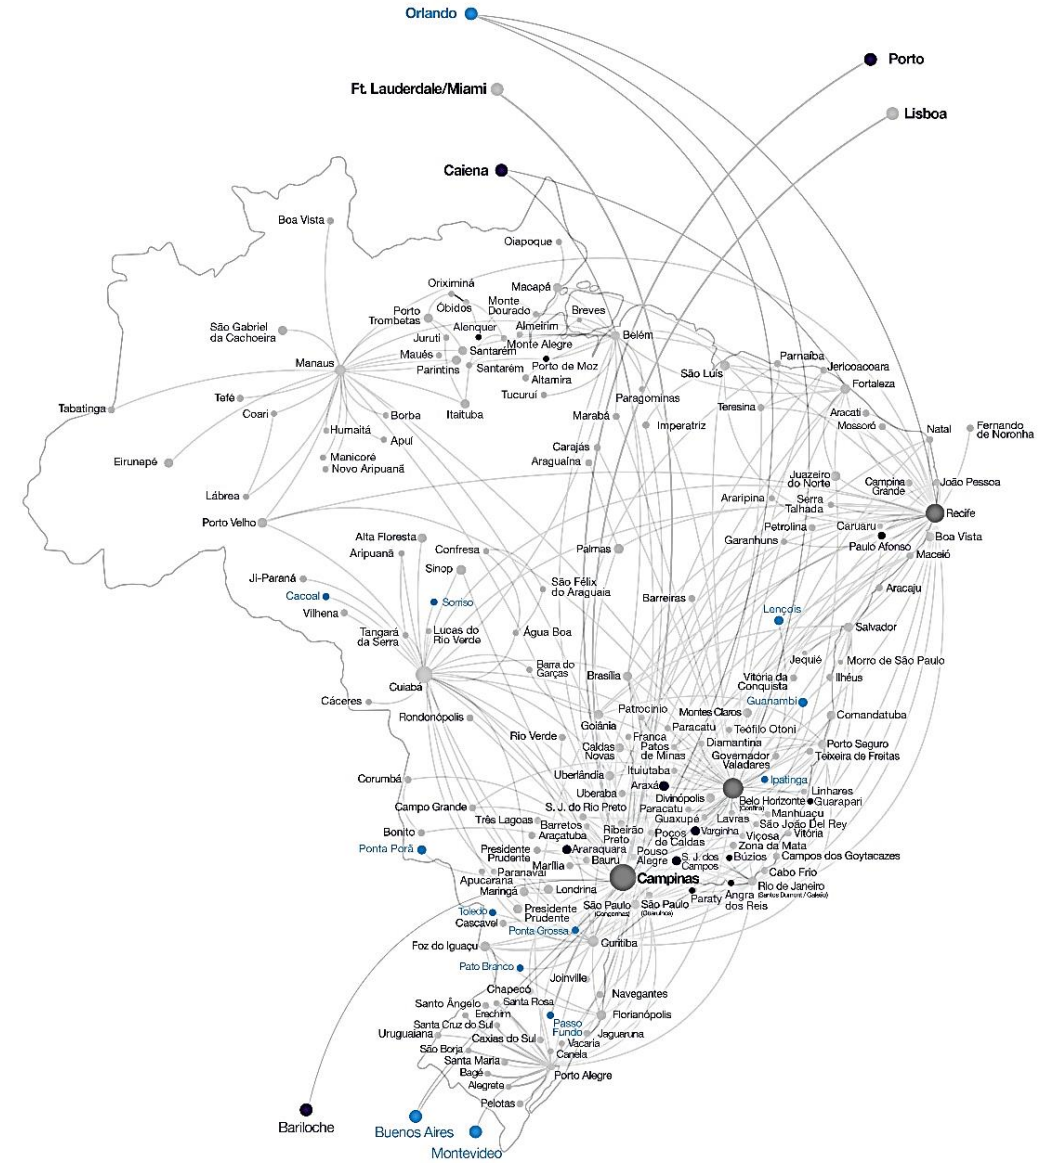 Orlando
Porto
Ft. Lauderdale/Miami
Lisboa
Caiena
Boa Vista
Oiapoque
Oriximiná
Macapá
Óbidos
Monte
Dourado
Breves
Porto
Trombetas
Alenquer
Almeirim
São Gabriel
da Cachoeira
Juruti
Monte Alegre
Belém
Maués
Santarém
Parnaíba
Manaus
Parintins
Santarém
Porto de Moz
São Luis
Jericoacoara
Altamira
Fortaleza
Tefé
Tucuruí
Paragominas
Tabatinga
Coari
Borba
Itaituba
Marabá
Teresina
Aracati
Mossoró
Imperatriz
Humaitá
Apuí
Natal
Fernando
de Noronha
Carajás
Manicoré
Araguaína
Eirunepé
Novo Aripuanã
Juazeiro
do Norte
Campina
Grande
João Pessoa
Lábrea
Araripina
Serra
Talhada
Recife
Porto Velho
Petrolina
Caruaru
Alta Floresta
Garanhuns
Boa Vista
Paulo Afonso
Aripuanã
Confresa
Palmas
Maceió
Sinop
Ji-Paraná
São Félix
do Araguaia
Aracaju
Cacoal
Sorriso
Barreiras
Lençois
Vilhena
Tangará
da Serra
Lucas do
Rio Verde
Água Boa
Salvador
Jequié
Morro de São Paulo
Barra do
Garças
Brasília
Vitória da
Conquista
Ilhéus
Cuiabá
Cáceres
Guanambi
Rondonópolis
Patrocinio
Montes Claros
Comandatuba
Goiânia
Paracatu
Teófilo Otoni
Rio Verde
Franca
Caldas
Novas
Patos
de Minas
Diamantina
Porto Seguro
Governador
Valadares
Teixeira de Freitas
Corumbá
Uberlândia
Ituiutaba
Ipatinga
Araxá
Uberaba
Divinópolis
Belo Horizonte
(Confins)
Linhares
Guarapari
Campo Grande
S. J. do Rio Preto
Paracatu
Manhuaçu
Três Lagoas
Guaxupé
Lavras
São João Del Rey
Barretos
Ribeirão
Preto
Bonito
Araçatuba
Poços
de Caldas
Varginha
Viçosa
Vitória
Ponta Porã
Presidente
Prudente
Araraquara
Pouso
Alegre
Zona da Mata
Bauru
S. J. dos
Campos
Búzios
Campos dos Goytacazes
Marília
Paranavaí
Cabo Frio
Apucarana
Campinas
Maringá
Londrina
Rio de Janeiro
(Santos Dumont / Galeão)
Paraty
Angra
dos Reis
São Paulo
(Congonhas)
São Paulo
(Guarulhos)
Toledo
Presidente
Prudente
Cascavel
Ponta Grossa
Foz do Iguaçu
Curitiba
Pato Branco
Joinville
Chapecó
Navegantes
Santo Ângelo
Santa Rosa
Erechim
Florianópolis
Santa Cruz do Sul
Passo
Fundo
Uruguaiana
Jaguaruna
Caxias do Sul
Vacaria
São Borja
Canela
Santa Maria
Bagé
Porto Alegre
Alegrete
Pelotas
Bariloche
Buenos Aires
Montevideo